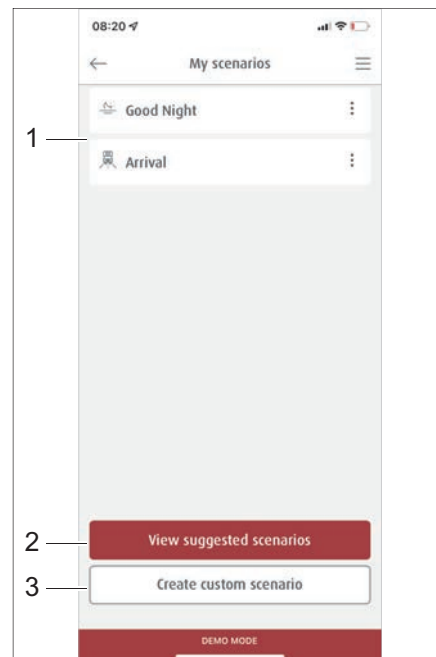 08:20
My scenarios
Good Night
1
Arrival
2
View suggested scenarios
3
Create custom scenario
DEMO MODE